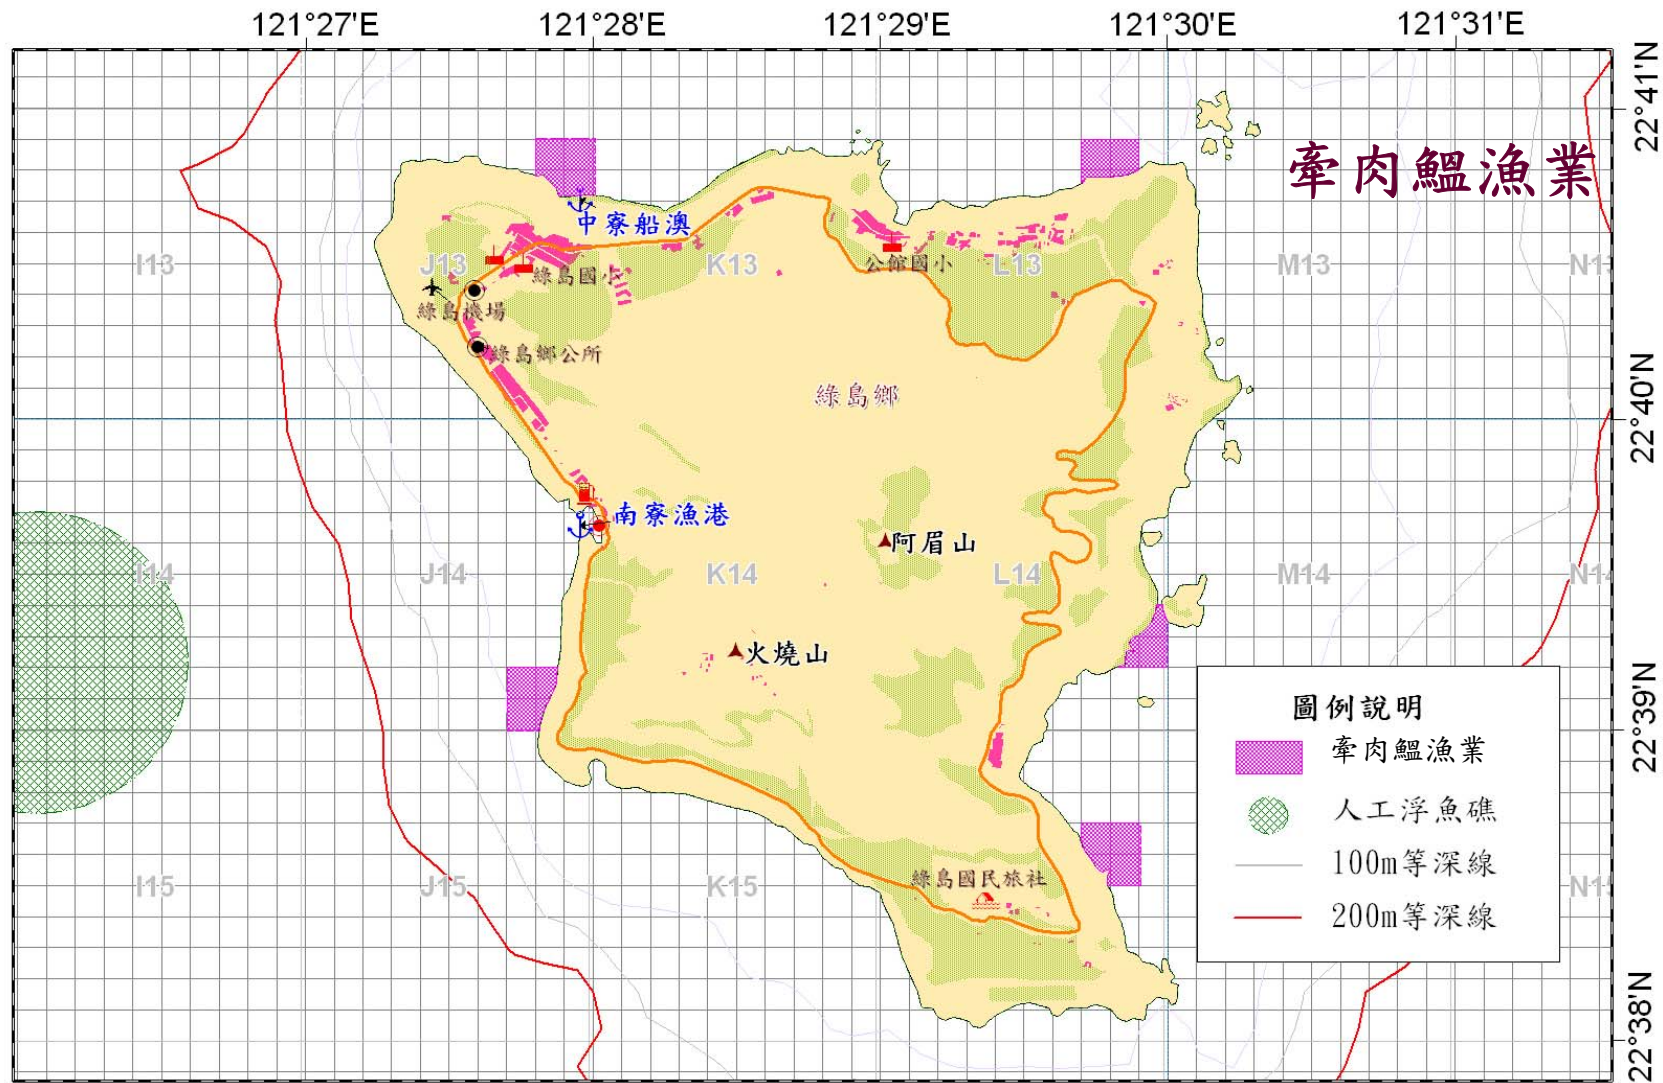 121°27'E 121°28'E 121°29'E 121°30'E 121°31'E
22°41'N
牽肉鰮漁業
中寮船澳
I13 J13 K13 L13 M13 N13
公館國小
綠島國小
綠島機場
綠島鄉公所
綠島鄉
22°40'N
南寮漁港
阿眉山
I14 J14 K14 L14 M14 N14
火燒山
22°39'N
圖例說明
牽肉鰮漁業
人工浮魚礁
100m等深線
200m等深線
綠島國民旅社
I15 J15 K15 N15
22°38'N